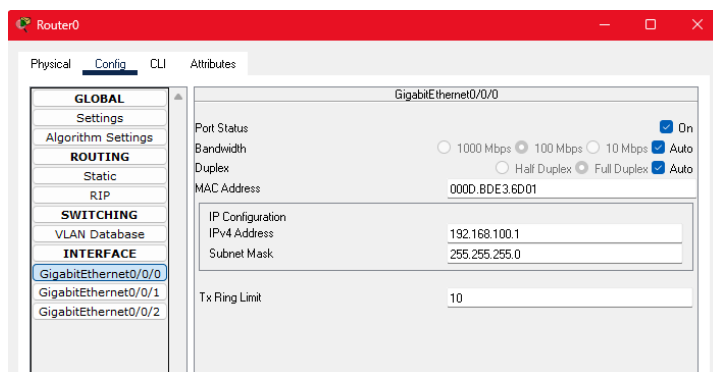 Router0
Physical Config CLI Attributes
GLOBAL
Settings
Algorithm Settings
ROUTING
Static
RIP
SWITCHING
VLAN Database
INTERFACE
GigabitEthernet0/0/0
GigabitEthernet0/0/1
GigabitEthernet0/0/2
GigabitEthernet0/0/0
Port Status On
Bandwidth 1000 Mbps 100 Mbps 10 Mbps Auto
Duplex Half Duplex Full Duplex Auto
MAC Address 000D.BDE3.6D01
IP Configuration
IPv4 Address 192.168.100.1
Subnet Mask 255.255.255.0
Tx Ring Limit 10